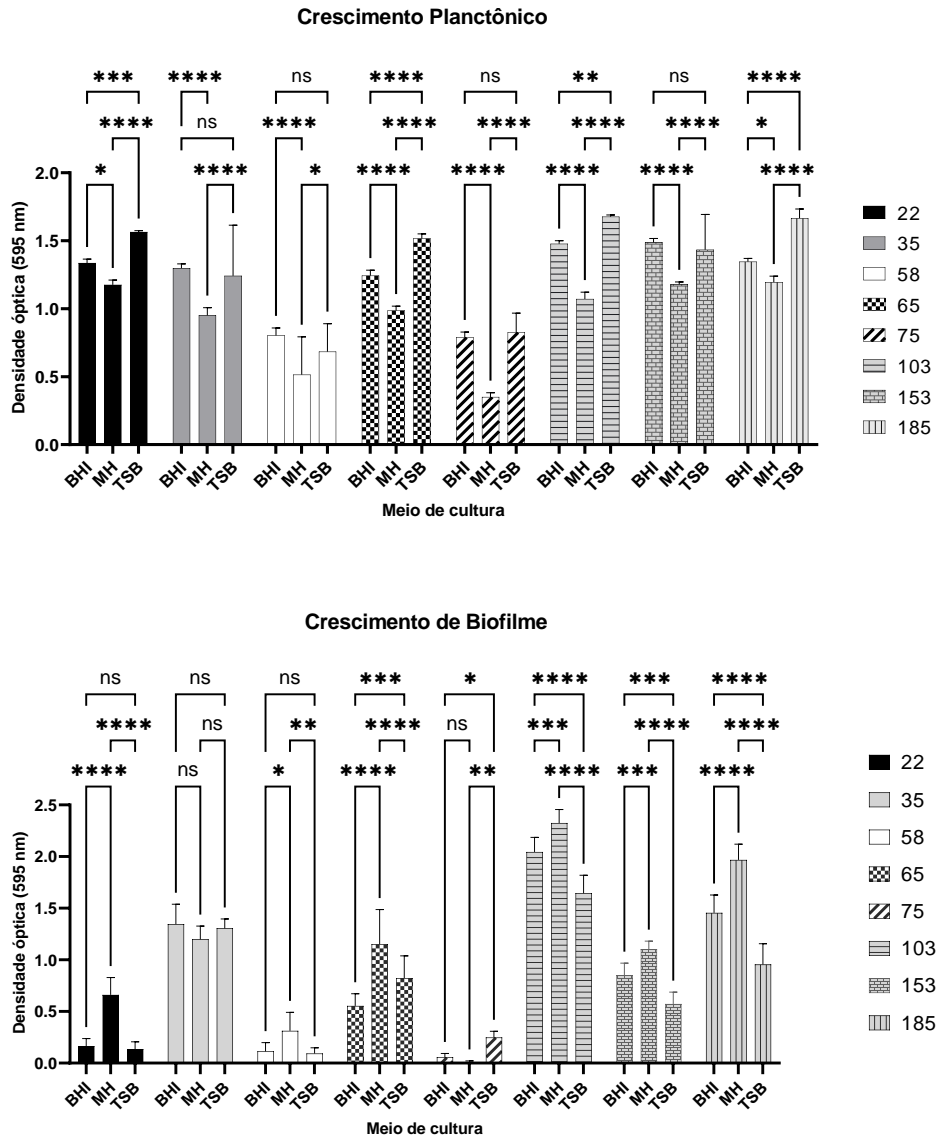 Crescimento Planctônico
*** **** ns **** ns ** ns ****
**** ns **** **** **** **** **** *
* **** * **** **** **** **** ****
2.0
1.5
1.0
0.5
0.0
Densidade óptica (595 nm)
BHI MH TSB BHI MH TSB BHI MH TSB BHI MH TSB BHI MH TSB BHI MH TSB BHI MH TSB BHI MH TSB
Meio de cultura
22
35
58
65
75
103
153
185
Crescimento de Biofilme
ns ns ns *** * **** *** ****
**** ns ** **** ns *** **** ****
**** ns * **** ** **** *** ****
2.5
2.0
1.5
1.0
0.5
0.0
Densidade óptica (595 nm)
BHI MH TSB BHI MH TSB BHI MH TSB BHI MH TSB BHI MH TSB BHI MH TSB BHI MH TSB BHI MH TSB
Meio de cultura
22
35
58
65
75
103
153
185